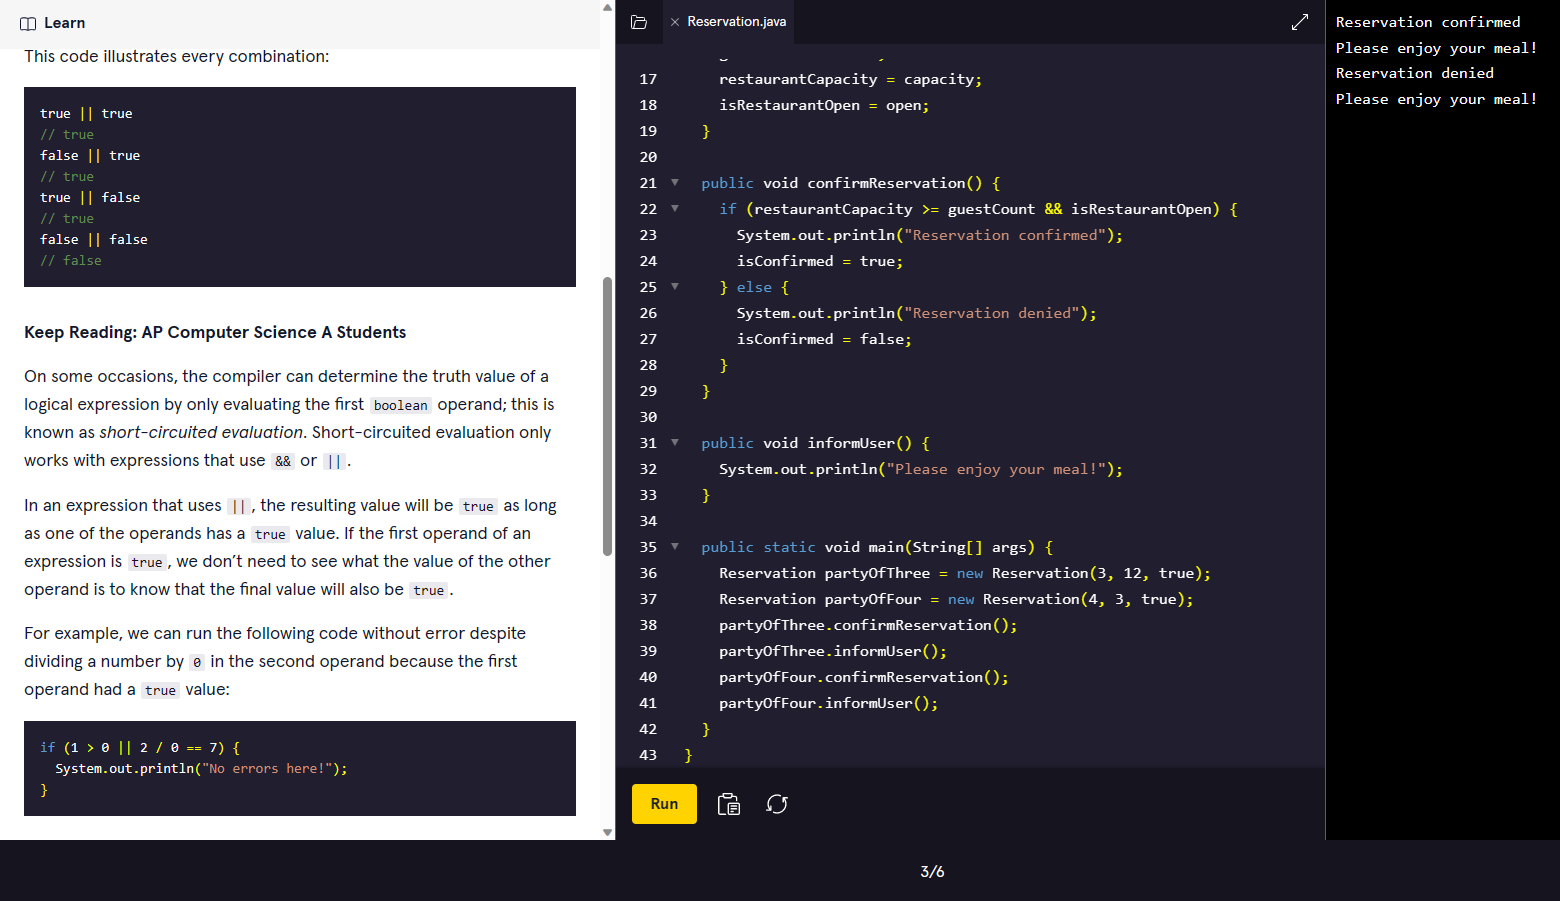 Learn
This code illustrates every combination:
true || true
// true
false || true
// true
true || false
// true
false || false
// false
Keep Reading: AP Computer Science A Students
On some occasions, the compiler can determine the truth value of a
logical expression by only evaluating the first boolean operand; this is
known as short-circuited evaluation. Short-circuited evaluation only
works with expressions that use && or ||.
In an expression that uses ||, the resulting value will be true as long
as one of the operands has a true value. If the first operand of an
expression is true, we don’t need to see what the value of the other
operand is to know that the final value will also be true.
For example, we can run the following code without error despite
dividing a number by 0 in the second operand because the first
operand had a true value:
if (1 > 0 || 2 / 0 == 7) {
  System.out.println("No errors here!");
}
Reservation.java
17     restaurantCapacity = capacity;
18     isRestaurantOpen = open;
19   }
20
21   public void confirmReservation() {
22     if (restaurantCapacity >= guestCount && isRestaurantOpen) {
23       System.out.println("Reservation confirmed");
24       isConfirmed = true;
25     } else {
26       System.out.println("Reservation denied");
27       isConfirmed = false;
28     }
29   }
30
31   public void informUser() {
32     System.out.println("Please enjoy your meal!");
33   }
34
35   public static void main(String[] args) {
36     Reservation partyOfThree = new Reservation(3, 12, true);
37     Reservation partyOfFour = new Reservation(4, 3, true);
38     partyOfThree.confirmReservation();
39     partyOfThree.informUser();
40     partyOfFour.confirmReservation();
41     partyOfFour.informUser();
42   }
43 }
Run
Reservation confirmed
Please enjoy your meal!
Reservation denied
Please enjoy your meal!
3/6